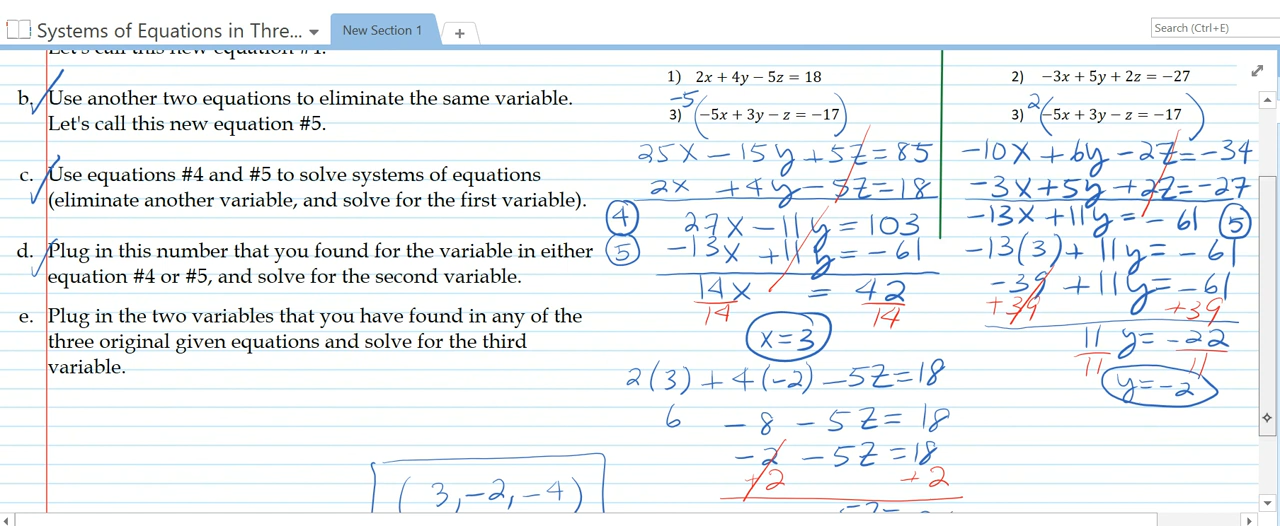 Systems of Equations in Thre...
New Section 1
+
Search (Ctrl+E)
Let's call this new equation #4.
b. Use another two equations to eliminate the same variable.
Let's call this new equation #5.
c. Use equations #4 and #5 to solve systems of equations
(eliminate another variable, and solve for the first variable).
d. Plug in this number that you found for the variable in either
equation #4 or #5, and solve for the second variable.
e. Plug in the two variables that you have found in any of the
three original given equations and solve for the third
variable.
(3, -2, -4)
1) 2x + 4y − 5z = 18
-5
3) (−5x + 3y − z = −17)
25x - 15y + 5z = 85
2x + 4y - 5z = 18
4 27x - 11y = 103
5 -13x + 11y = -61
14x = 42
14 14
x = 3
2(3) + 4(-2) - 5z = 18
6 - 8 - 5z = 18
-2 - 5z = 18
+2 +2
2) −3x + 5y + 2z = −27
2
3) (−5x + 3y − z = −17)
-10x + 6y - 2z = -34
-3x + 5y + 2z = -27
-13x + 11y = -61 5
-13(3) + 11y = -61
-39 + 11y = -61
+39 +39
11y = -22
11 11
y = -2